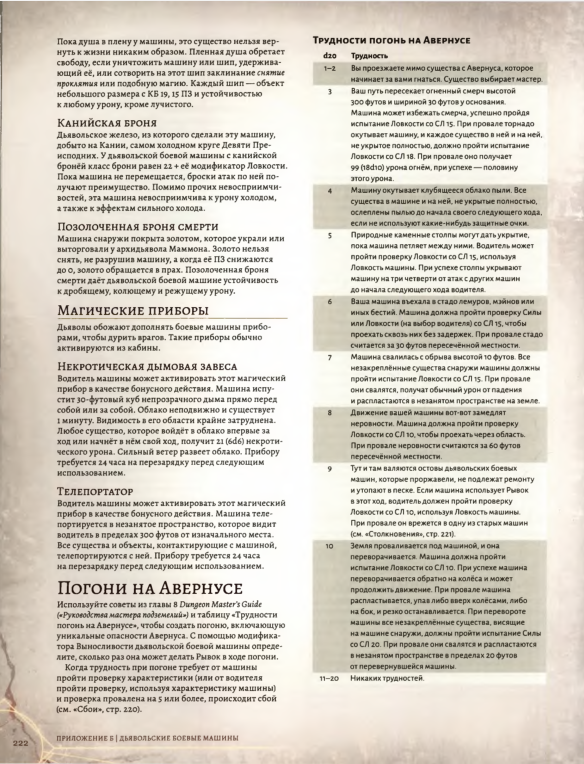 Пока душа в плену у машины, это существо нельзя вер-
нуть к жизни никаким образом. Пленная душа обретает
свободу, если уничтожить машину или шип, удерживаю-
щий её, или сотворить на этот шип заклинание снятие
проклятия или подобную магию. Каждый шип — объект
небольшого размера с КБ 19, 15 ПЗ и устойчивостью
к любому урону, кроме лучистого.
Канийская броня
Дьявольское железо, из которого сделали эту машину,
добыто на Кании, самом холодном круге Девяти Пре-
исподних. У дьявольской боевой машины с канийской
бронёй класс брони равен 22 + её модификатор Ловкости.
Пока машина не перемещается, броски атак по ней по-
лучают преимущество. Помимо прочих невосприимчи-
востей, эта машина невосприимчива к урону холодом,
а также к эффектам сильного холода.
Позолоченная броня смерти
Машина снаружи покрыта золотом, которое украли или
выторговали у архидьявола Маммона. Золото нельзя
снять, не разрушив машину, а когда её ПЗ снижаются
до 0, золото обращается в прах. Позолоченная броня
смерти даёт дьявольской боевой машине устойчивость
к дробящему, колющему и режущему урону.
Магические приборы
Дьяволы обожают дополнять боевые машины прибо-
рами, чтобы дурить врагов. Такие приборы обычно
активируются из кабины.
Некротическая дымовая завеса
Водитель машины может активировать этот магический
прибор в качестве бонусного действия. Машина испу-
стит 30-футовый куб непрозрачного дыма прямо перед
собой или за собой. Облако неподвижно и существует
1 минуту. Видимость в его области крайне затруднена.
Любое существо, которое войдёт в облако впервые за
ход или начнёт в нём свой ход, получит 21 (6d6) некроти-
ческого урона. Сильный ветер развеет облако. Прибору
требуется 24 часа на перезарядку перед следующим
использованием.
Телепортатор
Водитель машины может активировать этот магический
прибор в качестве бонусного действия. Машина теле-
портируется в незанятое пространство, которое видит
водитель в пределах 300 футов от изначального места.
Все существа и объекты, контактирующие с машиной,
телепортируются с ней. Прибору требуется 24 часа
на перезарядку перед следующим использованием.
Погони на Авернусе
Используйте советы из главы 8 Dungeon Master's Guide
(«Руководства мастера подземелий») и таблицу «Трудности
погонь на Авернусе», чтобы создать погоню, включающую
уникальные опасности Авернуса. С помощью модифика-
тора Выносливости дьявольской боевой машины опреде-
лите, сколько раз она может делать Рывок в ходе погони.
Когда трудность при погоне требует от машины
пройти проверку характеристики (или от водителя
пройти проверку, используя характеристику машины)
и проверка провалена на 5 или более, происходит сбой
(см. «Сбои», стр. 220).
Трудности погонь на Авернусе
d20 Трудность
1–2 Вы проезжаете мимо существа с Авернуса, которое
начинает за вами гнаться. Существо выбирает мастер.
3 Ваш путь пересекает огненный смерч высотой
300 футов и шириной 30 футов у основания.
Машина может избежать смерча, успешно пройдя
испытание Ловкости со СЛ 15. При провале торнадо
окутывает машину, и каждое существо в ней и на ней,
не укрытое полностью, должно пройти испытание
Ловкости со СЛ 18. При провале оно получает
99 (18d10) урона огнём, при успехе — половину
этого урона.
4 Машину окутывает клубящееся облако пыли. Все
существа в машине и на ней, не укрытые полностью,
ослеплены пылью до начала своего следующего хода,
если не используют какие-нибудь защитные очки.
5 Природные каменные столпы могут дать укрытие,
пока машина петляет между ними. Водитель может
пройти проверку Ловкости со СЛ 15, используя
Ловкость машины. При успехе столпы укрывают
машину на три четверти от атак с других машин
до начала следующего хода водителя.
6 Ваша машина въехала в стадо лемуров, мэйнов или
иных бестий. Машина должна пройти проверку Силы
или Ловкости (на выбор водителя) со СЛ 15, чтобы
проехать сквозь них без задержек. При провале стадо
считается за 30 футов пересечённой местности.
7 Машина свалилась с обрыва высотой 10 футов. Все
незакреплённые существа снаружи машины должны
пройти испытание Ловкости со СЛ 15. При провале
они свалятся, получат обычный урон от падения
и распластаются в незанятом пространстве на земле.
8 Движение вашей машины вот-вот замедлят
неровности. Машина должна пройти проверку
Ловкости со СЛ 10, чтобы проехать через область.
При провале неровности считаются за 60 футов
пересечённой местности.
9 Тут и там валяются остовы дьявольских боевых
машин, которые проржавели, не подлежат ремонту
и утопают в песке. Если машина использует Рывок
в этот ход, водитель должен пройти проверку
Ловкости со СЛ 10, используя Ловкость машины.
При провале он врежется в одну из старых машин
(см. «Столкновения», стр. 221).
10 Земля проваливается под машиной, и она
переворачивается. Машина должна пройти
испытание Ловкости со СЛ 10. При успехе машина
переворачивается обратно на колёса и может
продолжить движение. При провале машина
распластывается, упав либо вверх колёсами, либо
на бок, и резко останавливается. При перевороте
машины все незакреплённые существа, висящие
на машине снаружи, должны пройти испытание Силы
со СЛ 20. При провале они свалятся и распластаются
в незанятом пространстве в пределах 20 футов
от перевернувшейся машины.
11–20 Никаких трудностей.
222
Приложение Б | Дьявольские боевые машины